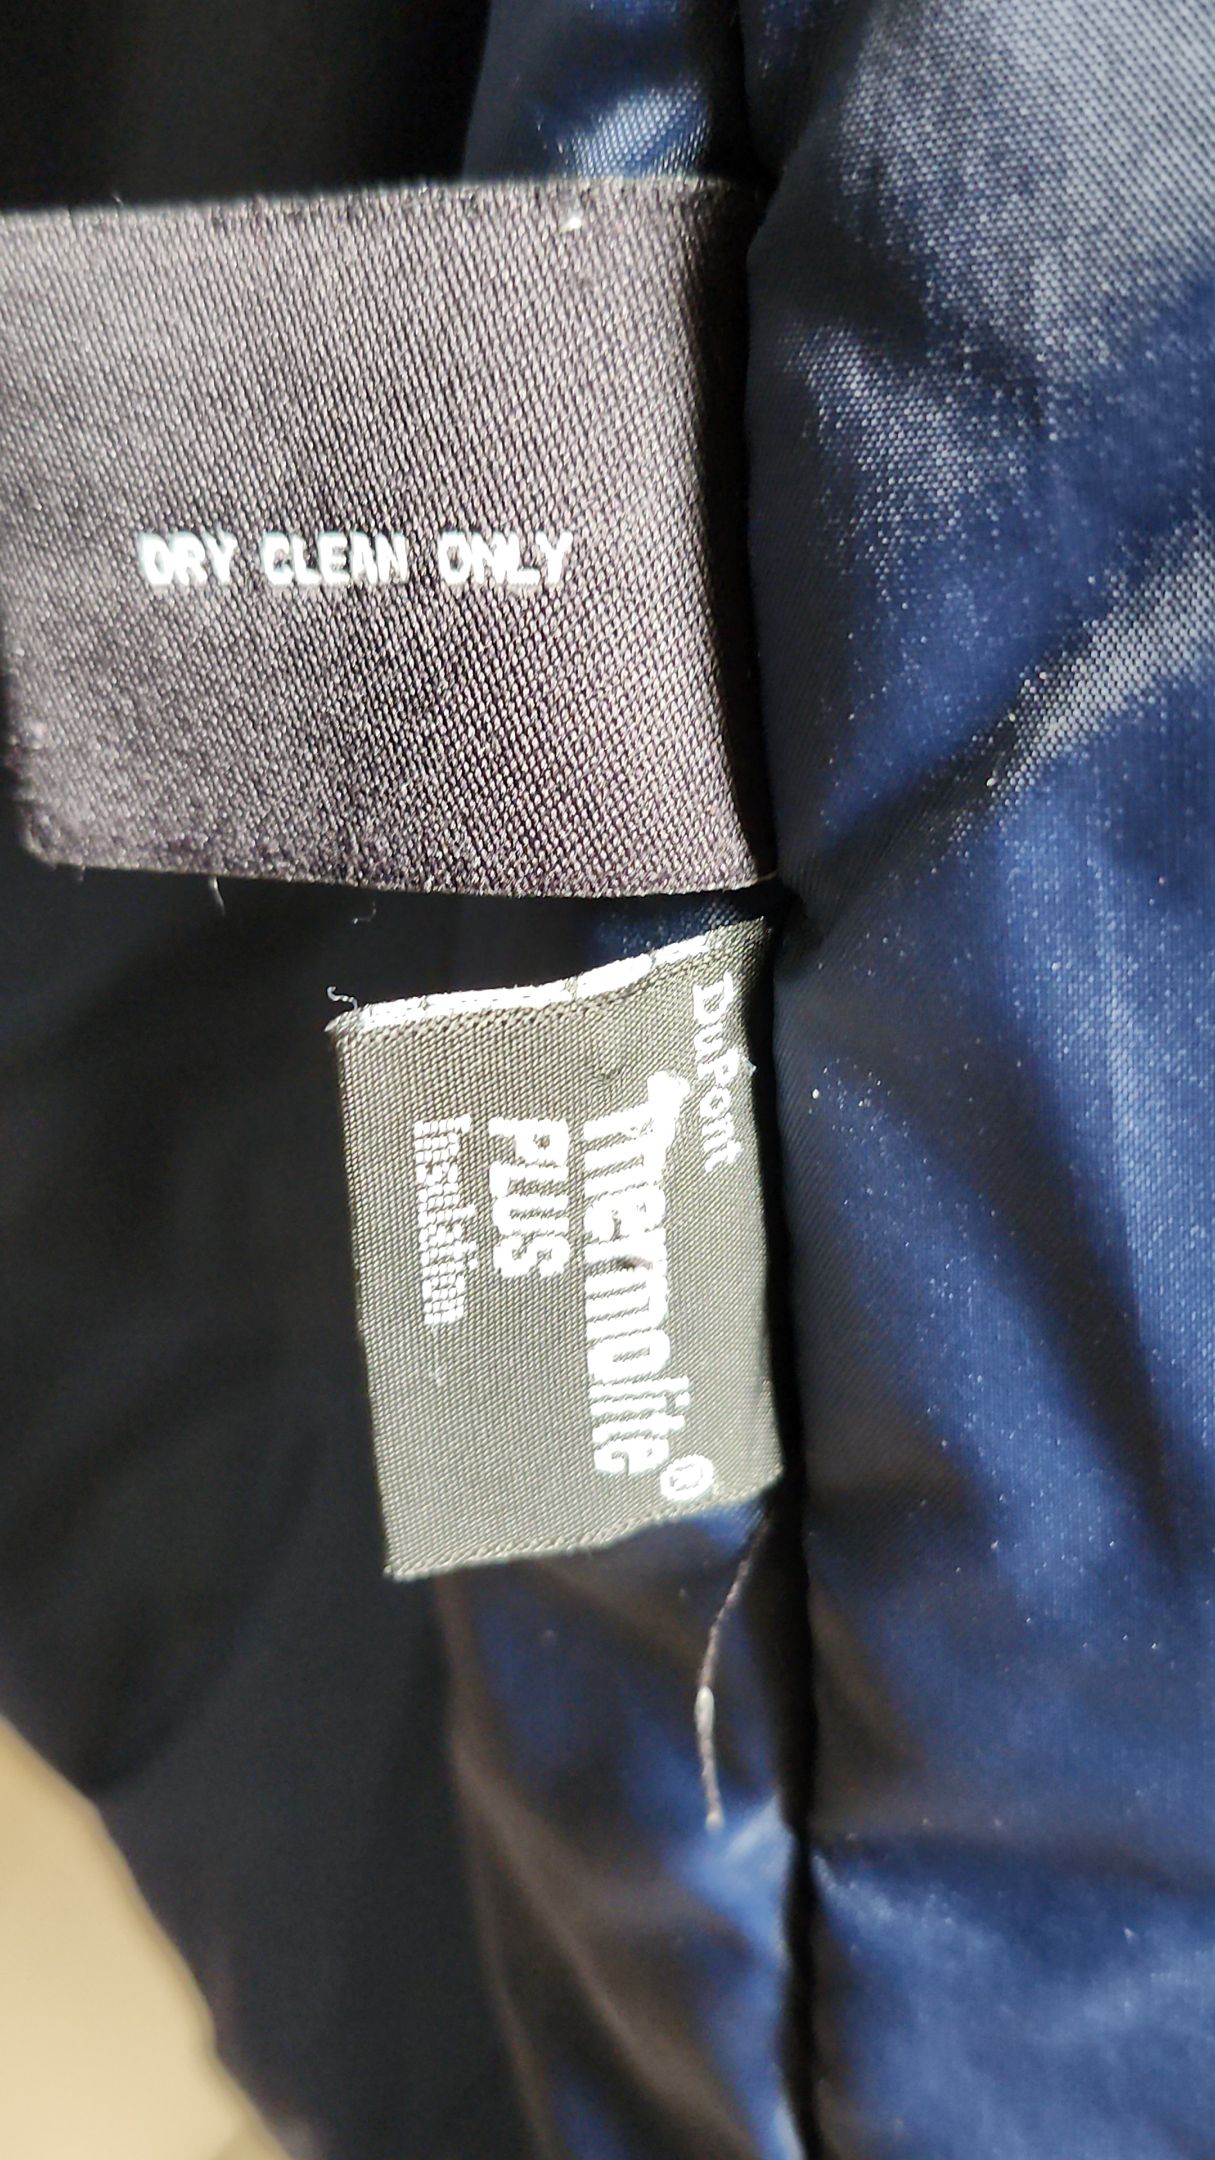 DRY CLEAN ONLY
DuPont
Thermolite®
PLUS
Insulation